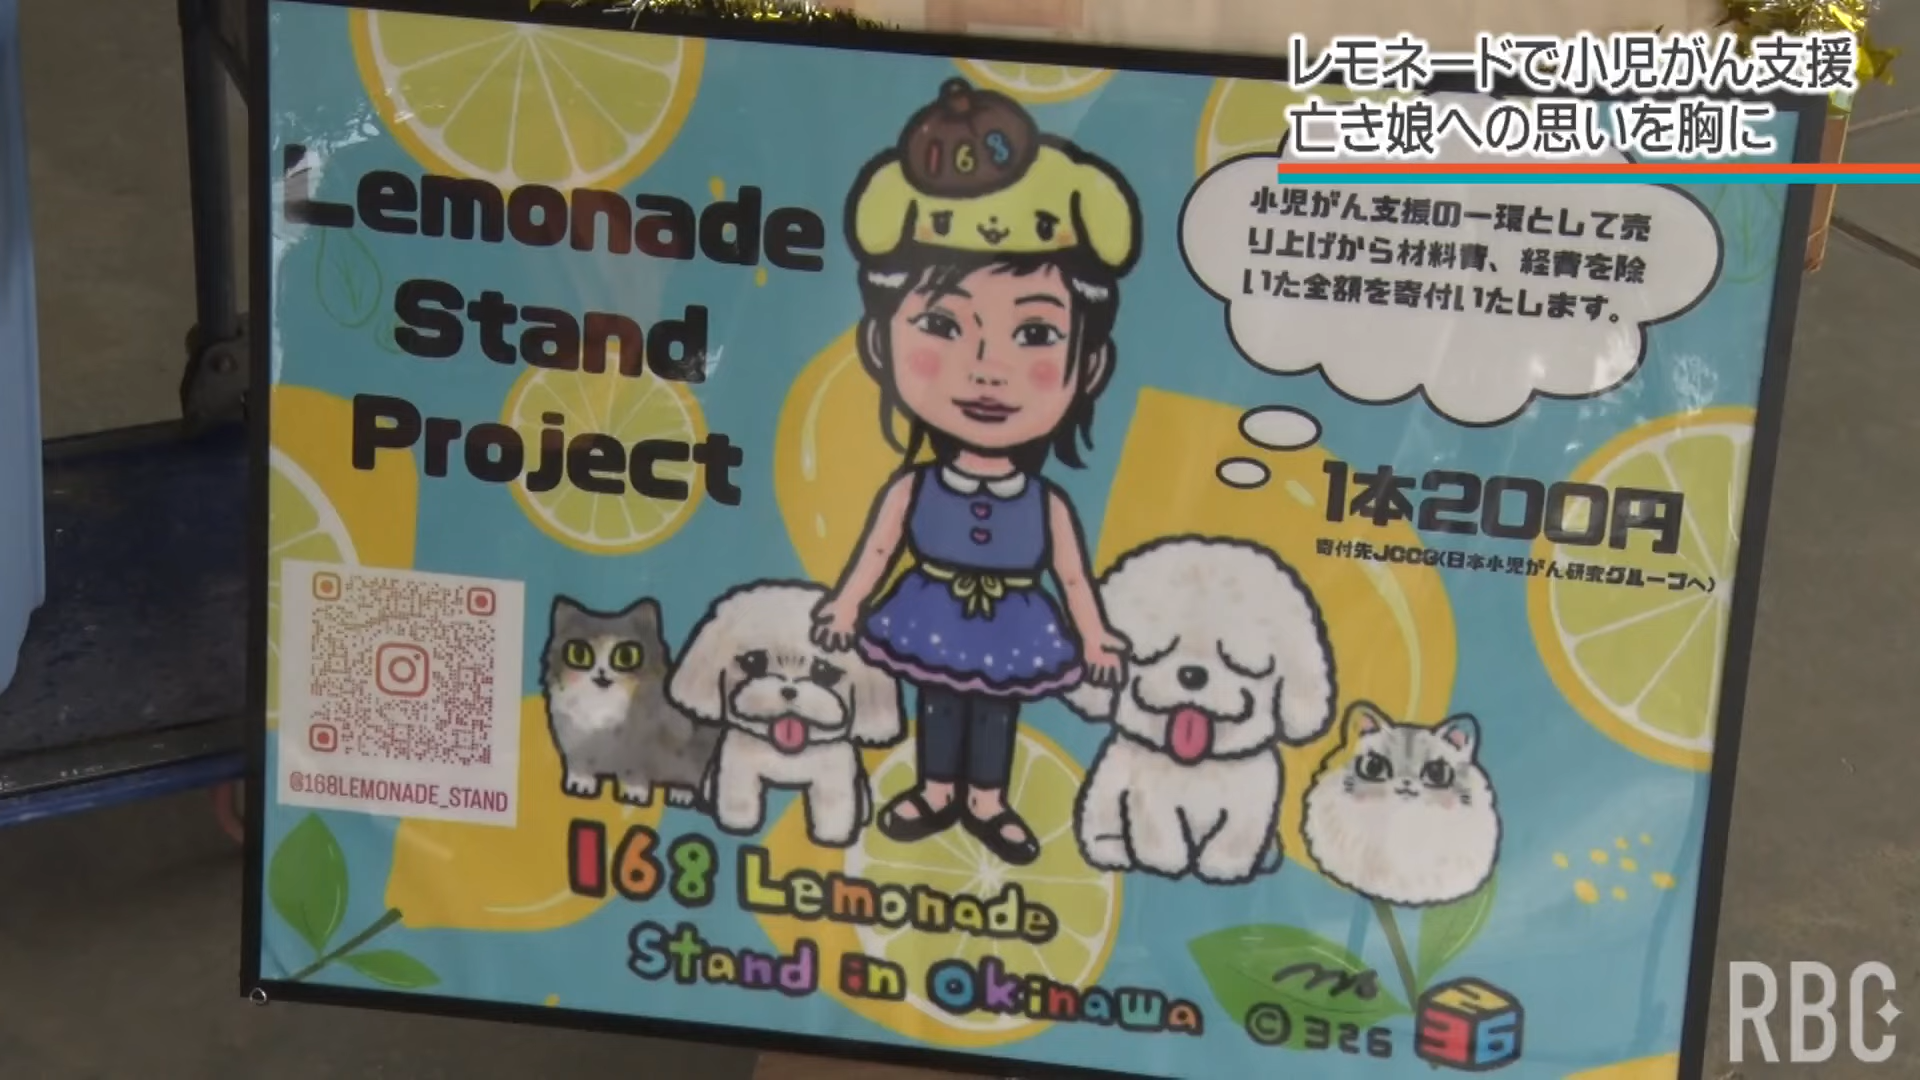 レモネードで小児がん支援
亡き娘への思いを胸に
Lemonade
Stand
Project
168
小児がん支援の一環として売
り上げから材料費、経費を除
いた全額を寄付いたします。
1本200円
寄付先JCCG(日本小児がん研究グループへ)
@168LEMONADE_STAND
168 Lemonade
Stand in Okinawa
©326
326
RBC